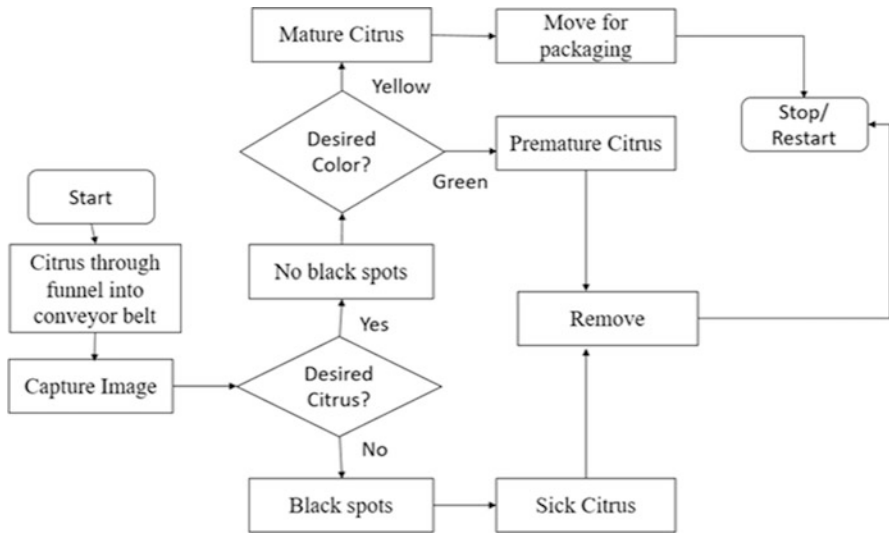 Start
Citrus through
funnel into
conveyor belt
Capture Image
Desired
Citrus?
Yes
No
No black spots
Desired
Color?
Yellow
Green
Mature Citrus
Move for
packaging
Premature Citrus
Black spots
Sick Citrus
Remove
Stop/
Restart